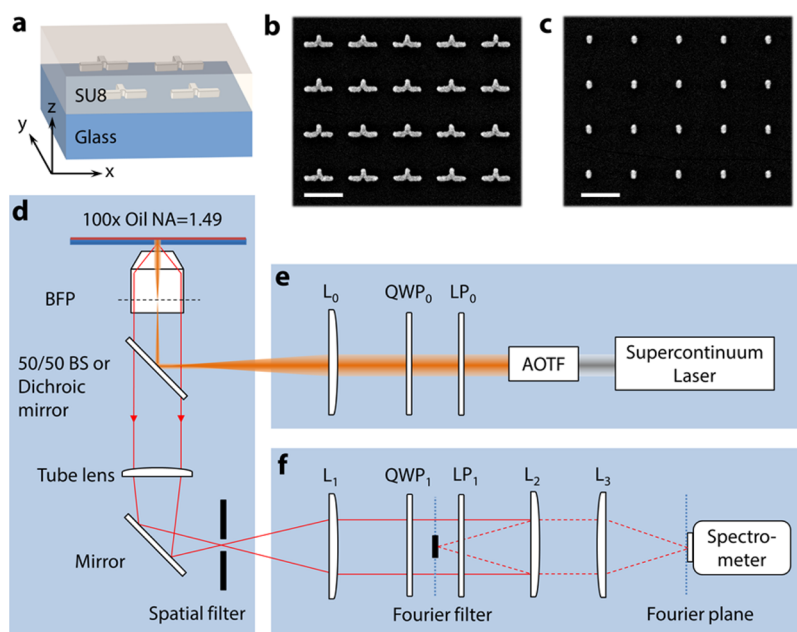 a
SU8
Glass
z
y
x
b
c
d
100x Oil NA=1.49
BFP
50/50 BS or
Dichroic
mirror
Tube lens
Mirror
Spatial filter
e
L₀
QWP₀
LP₀
AOTF
Supercontinuum
Laser
f
L₁
QWP₁
LP₁
L₂
L₃
Spectro-
meter
Fourier filter
Fourier plane